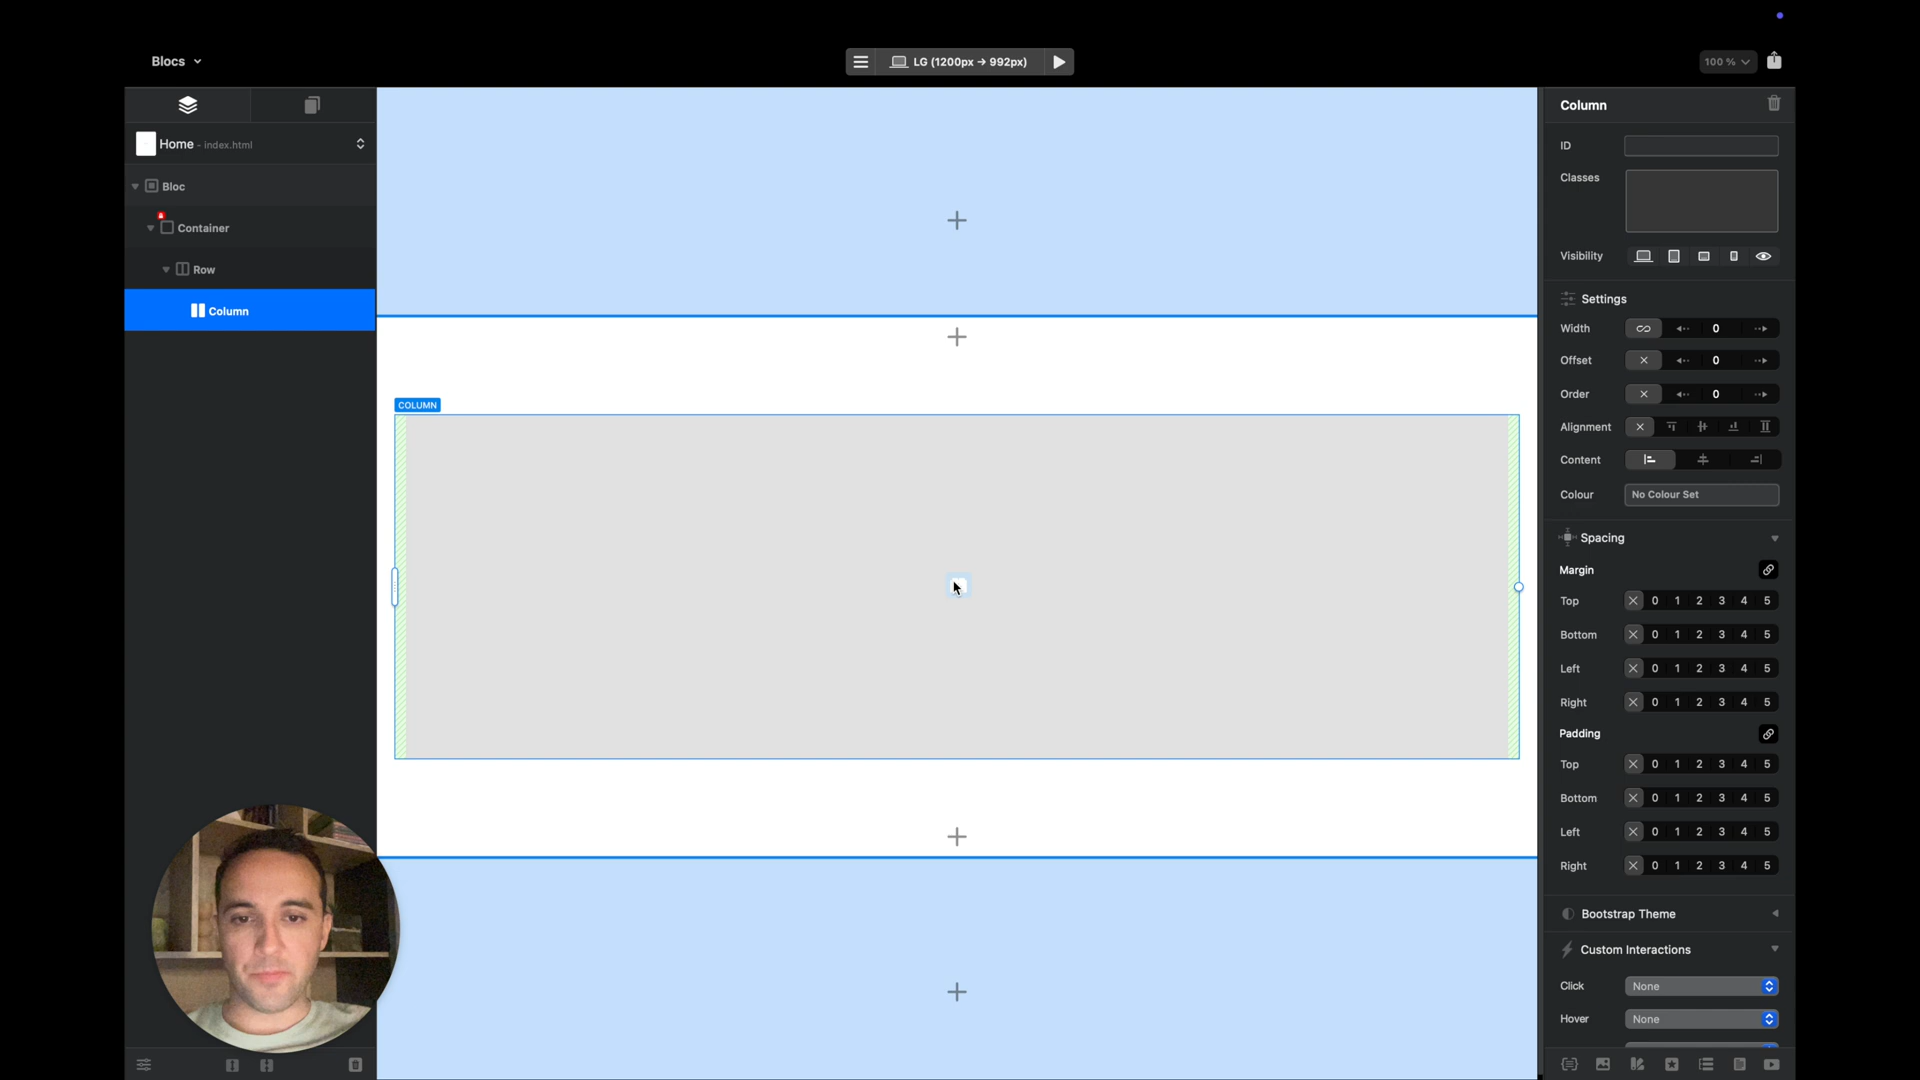 Blocs
LG (1200px → 992px)
100 %
Home - index.html
Bloc
Container
Row
Column
COLUMN
Column
ID
Classes
Visibility
Settings
Width 0
Offset 0
Order 0
Alignment
Content
Colour No Colour Set
Spacing
Margin
Top 0 1 2 3 4 5
Bottom 0 1 2 3 4 5
Left 0 1 2 3 4 5
Right 0 1 2 3 4 5
Padding
Top 0 1 2 3 4 5
Bottom 0 1 2 3 4 5
Left 0 1 2 3 4 5
Right 0 1 2 3 4 5
Bootstrap Theme
Custom Interactions
Click None
Hover None